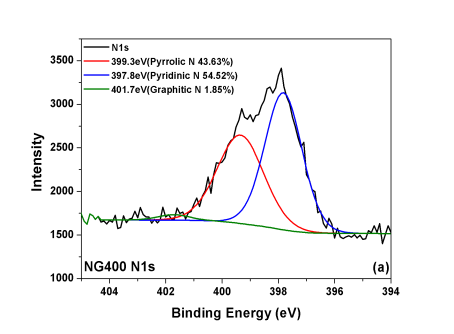 (a)
N1s
399.3eV(Pyrrolic N 43.63%)
397.8eV(Pyridinic N 54.52%)
401.7eV(Graphitic N 1.85%)
3500
3000
2500
2000
1500
1000
Intensity
NG400 N1s
404
402
400
398
396
394
Binding Energy (eV)